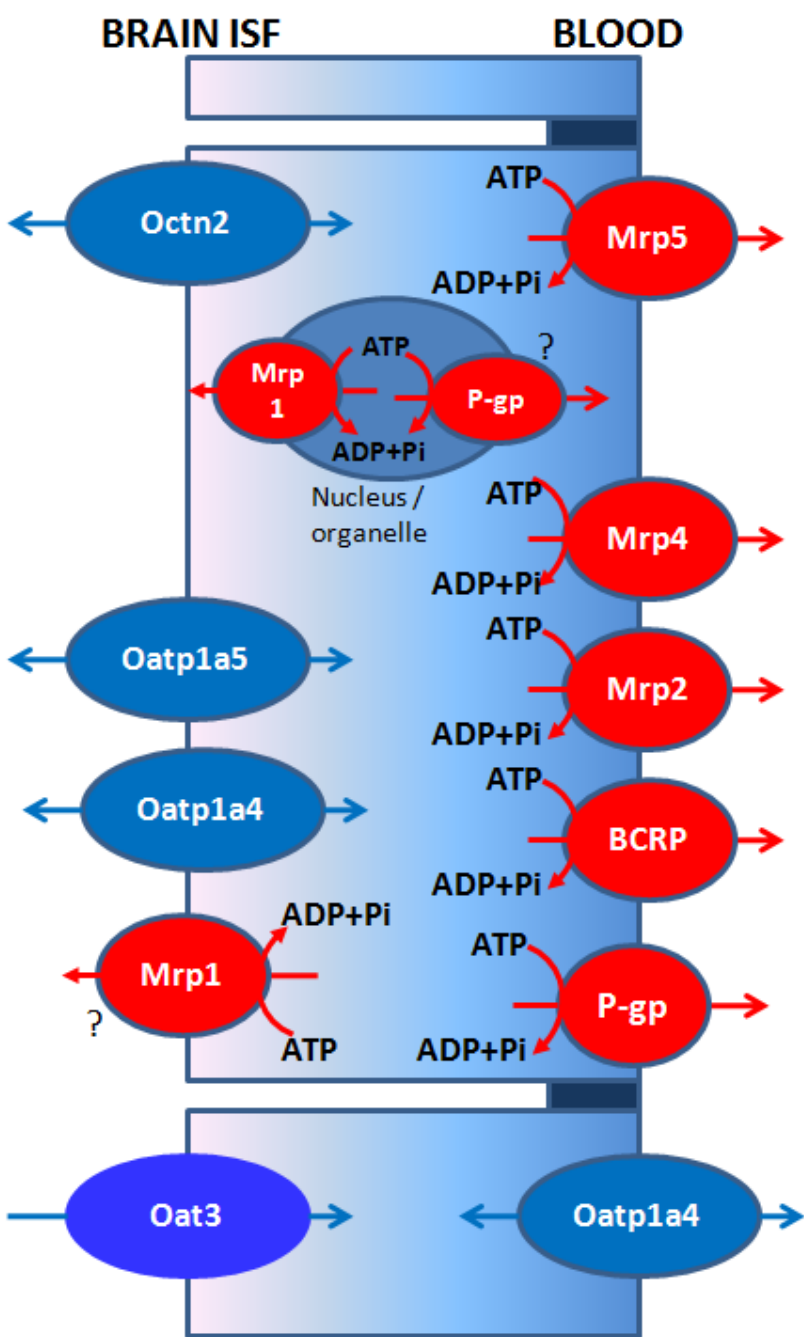 BRAIN ISF
BLOOD
ATP
Octn2
Mrp5
ADP+Pi
?
ATP
Mrp
1
P-gp
ADP+Pi
Nucleus /
organelle
ATP
Mrp4
ADP+Pi
ATP
Oatp1a5
Mrp2
ADP+Pi
ATP
Oatp1a4
BCRP
ADP+Pi
ADP+Pi
ATP
Mrp1
P-gp
?
ATP
ADP+Pi
Oat3
Oatp1a4